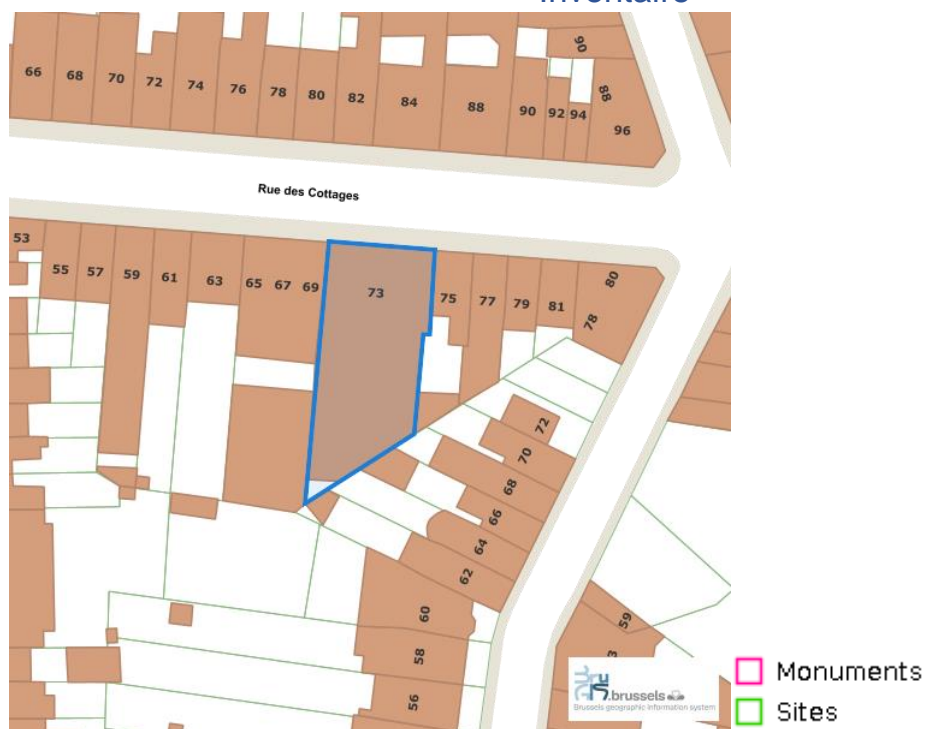 Inventaire
66 68 70 72 74 76 78 80 82 84 88 90 92 94 96
90
88
Rue des Cottages
53 55 57 59 61 63 65 67 69 73 75 77 79 81 78 80
72
70
68
66
64
62
60
58
56
59
3
.brussels
Brussels geographic information system
Monuments
Sites